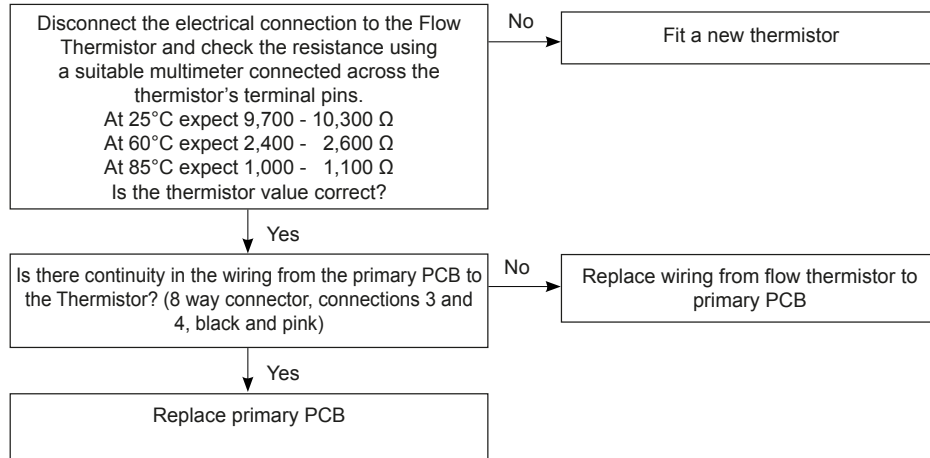 Disconnect the electrical connection to the Flow
Thermistor and check the resistance using
a suitable multimeter connected across the
thermistor's terminal pins.
At 25°C expect 9,700 - 10,300 Ω
At 60°C expect 2,400 - 2,600 Ω
At 85°C expect 1,000 - 1,100 Ω
Is the thermistor value correct?
No
Fit a new thermistor
Yes
Is there continuity in the wiring from the primary PCB to
the Thermistor? (8 way connector, connections 3 and
4, black and pink)
No
Replace wiring from flow thermistor to
primary PCB
Yes
Replace primary PCB